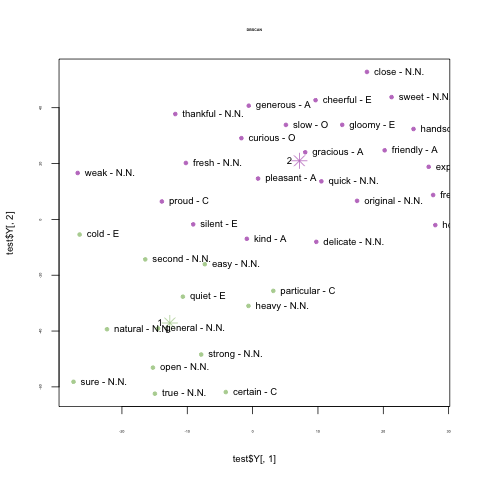 DBSCAN
close - N.N.
sweet - N.N
cheerful - E
generous - A
thankful - N.N.
slow - O
gloomy - E
handso
curious - O
gracious - A
friendly - A
2
fresh - N.N.
exp
weak - N.N.
pleasant - A
quick - N.N.
proud - C
original - N.N.
fre
silent - E
ho
cold - E
kind - A
delicate - N.N.
second - N.N.
easy - N.N.
particular - C
quiet - E
heavy - N.N.
1
natural - N.N.
general - N.N.
strong - N.N.
open - N.N.
sure - N.N.
true - N.N.
certain - C
test$Y[, 1]
test$Y[, 2]